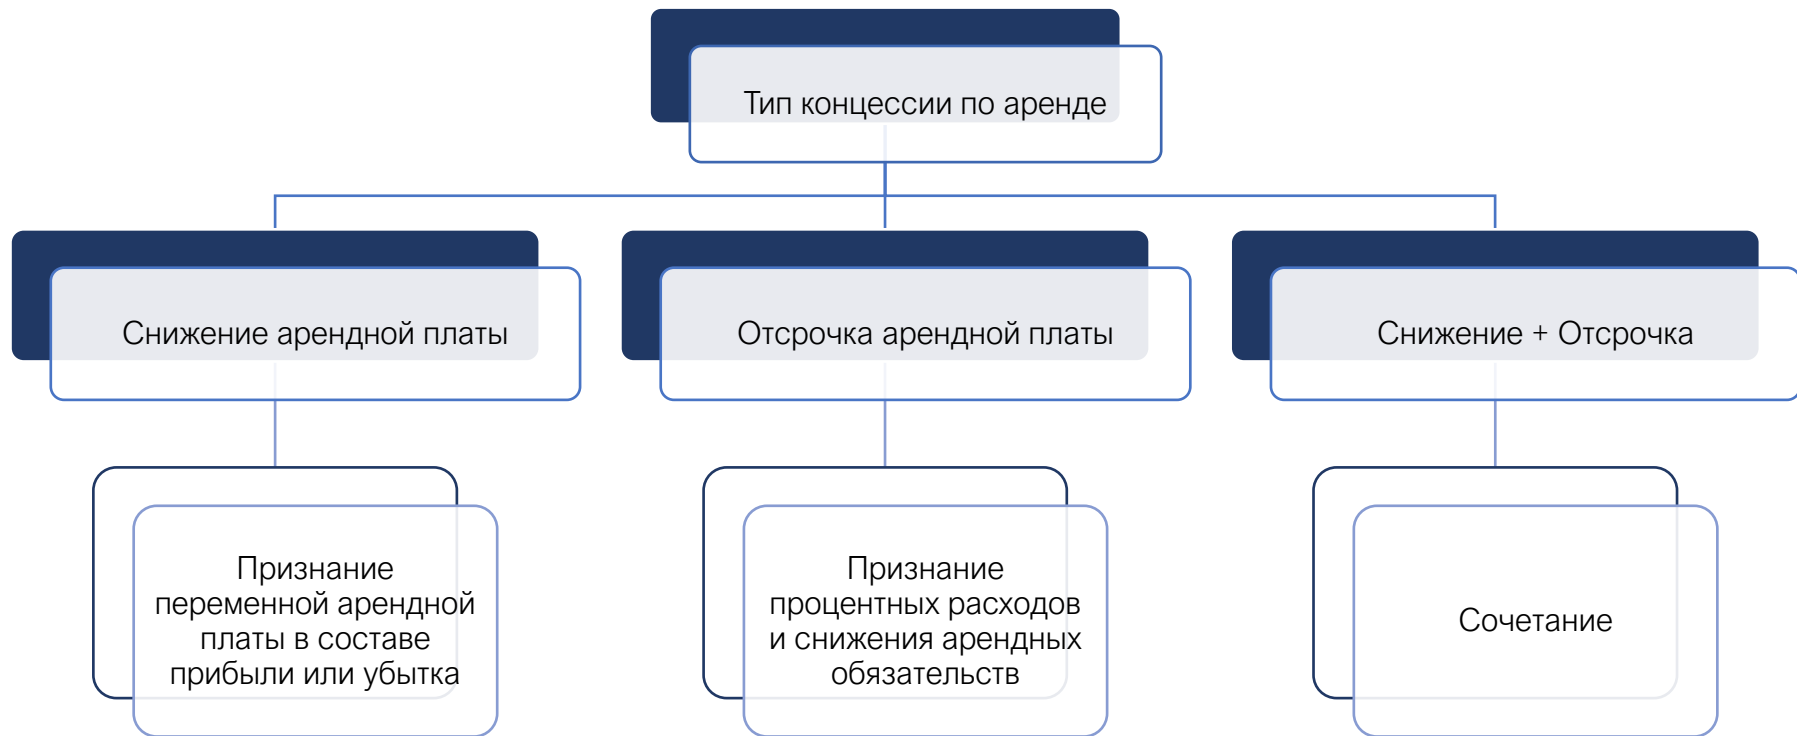 Тип концессии по аренде
Снижение арендной платы
Отсрочка арендной платы
Снижение + Отсрочка
Признание
переменной арендной
платы в составе
прибыли или убытка
Признание
процентных расходов
и снижения арендных
обязательств
Сочетание